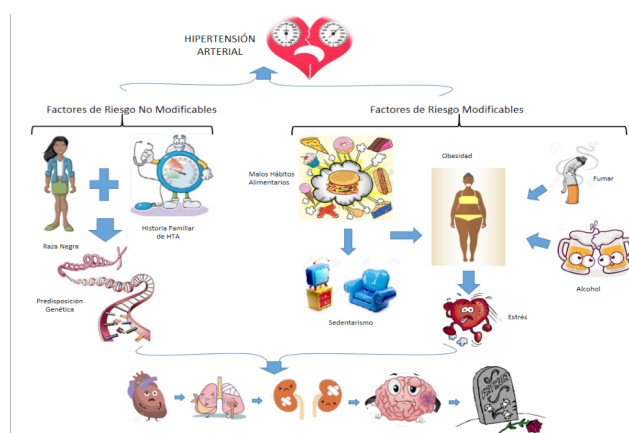 HIPERTENSIÓN
ARTERIAL
Factores de Riesgo No Modificables
Factores de Riesgo Modificables
Malos Hábitos
Alimentarios
Obesidad
Fumar
Historia Familiar
de HTA
Raza Negra
Predisposición
Genética
Sedentarismo
Alcohol
Estrés